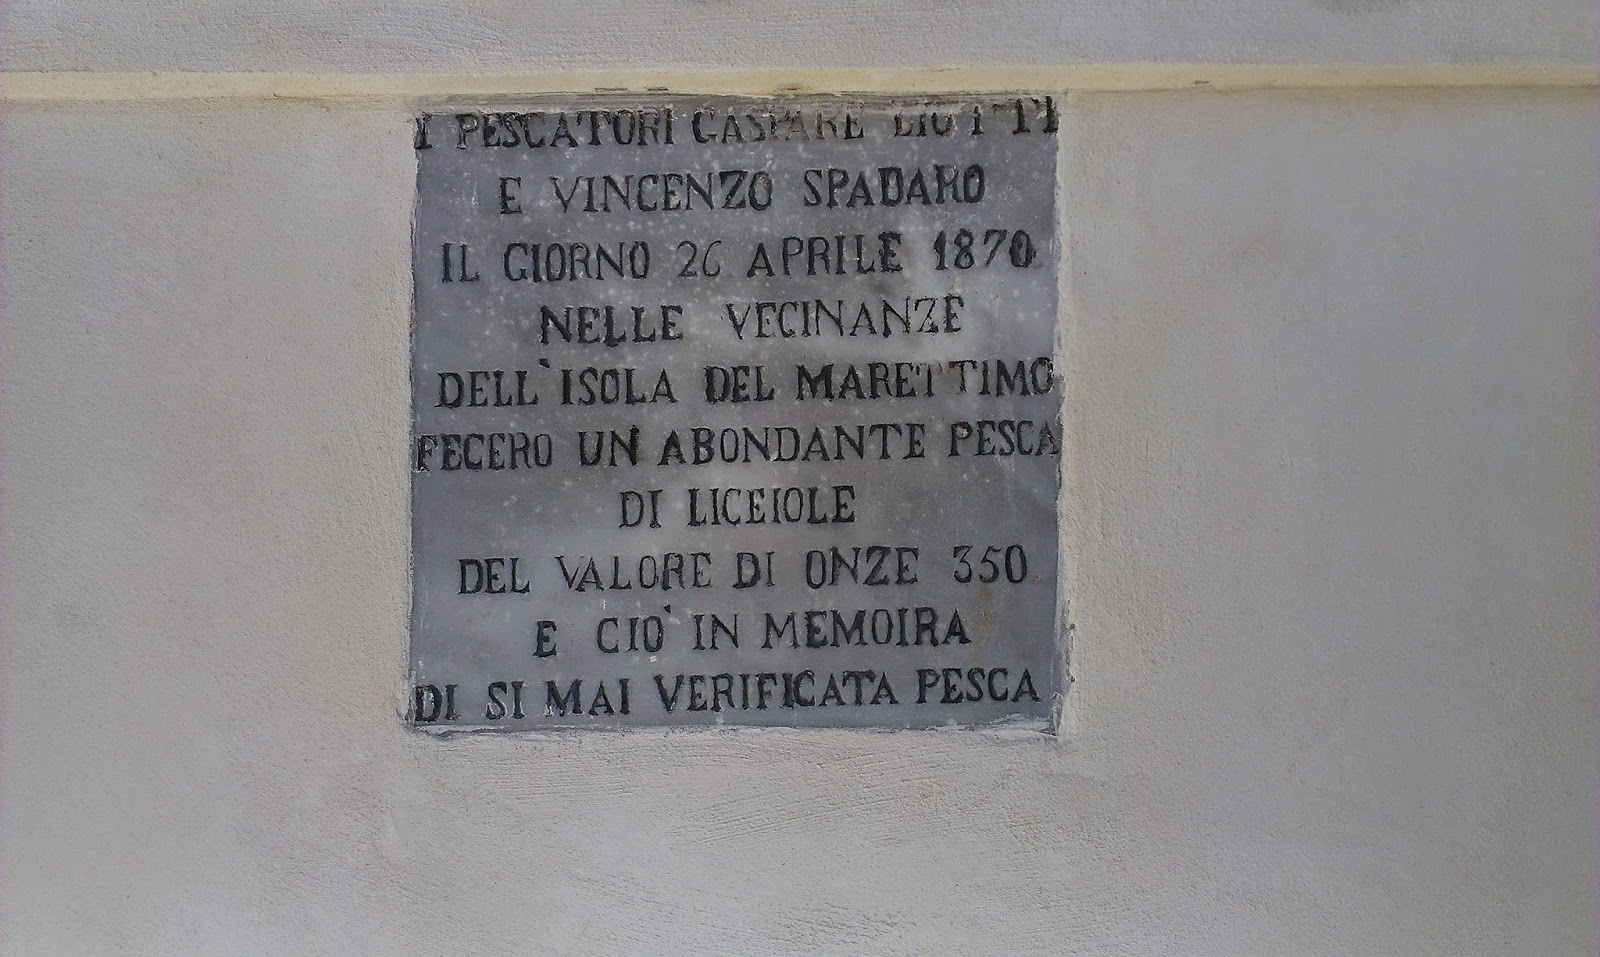 I PESCATORI GASPARE
E VINCENZO SPADARO
IL GIORNO 26 APRILE 1870
NELLE VECINANZE
DELL'ISOLA DEL MARETTIMO
FECERO UN ABONDANTE PESCA
DI LICEIOLE
DEL VALORE DI ONZE 350
E CIO' IN MEMOIRA
DI SI MAI VERIFICATA PESCA